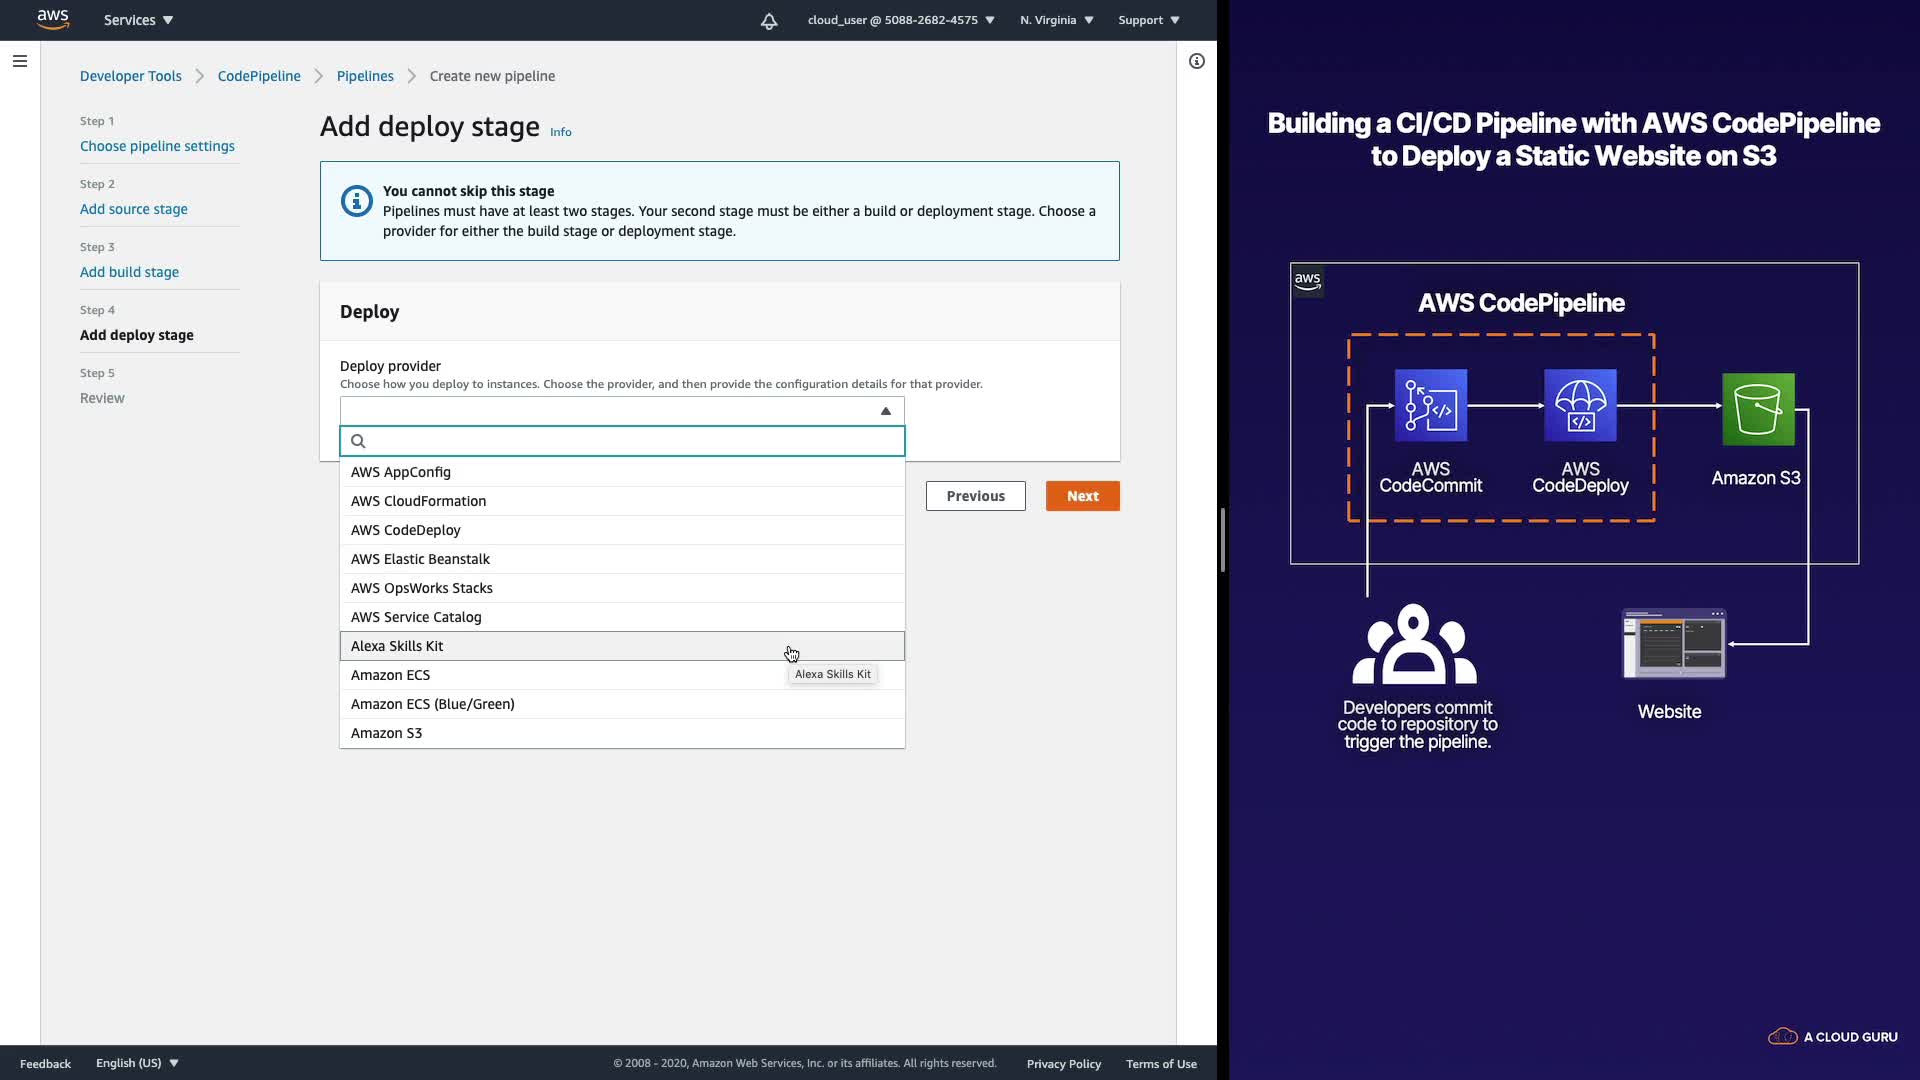 aws
Services
cloud_user @ 5088-2682-4575
N. Virginia
Support
Developer Tools
CodePipeline
Pipelines
Create new pipeline
Step 1
Choose pipeline settings
Step 2
Add source stage
Step 3
Add build stage
Step 4
Add deploy stage
Step 5
Review
Add deploy stage Info
You cannot skip this stage
Pipelines must have at least two stages. Your second stage must be either a build or deployment stage. Choose a
provider for either the build stage or deployment stage.
Deploy
Deploy provider
Choose how you deploy to instances. Choose the provider, and then provide the configuration details for that provider.
AWS AppConfig
AWS CloudFormation
AWS CodeDeploy
AWS Elastic Beanstalk
AWS OpsWorks Stacks
AWS Service Catalog
Alexa Skills Kit
Alexa Skills Kit
Amazon ECS
Amazon ECS (Blue/Green)
Amazon S3
Previous
Next
Feedback
English (US)
© 2008 - 2020, Amazon Web Services, Inc. or its affiliates. All rights reserved.
Privacy Policy
Terms of Use
Building a CI/CD Pipeline with AWS CodePipeline
to Deploy a Static Website on S3
aws
AWS CodePipeline
AWS
CodeCommit
AWS
CodeDeploy
Amazon S3
Developers commit
code to repository to
trigger the pipeline.
Website
A CLOUD GURU